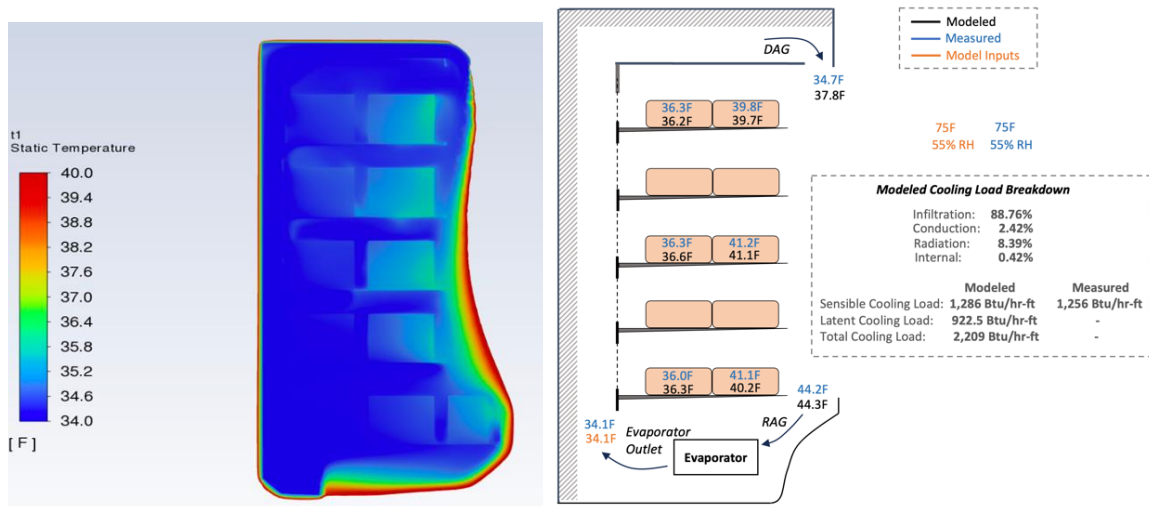 t1
Static Temperature
40.0
39.4
38.8
38.2
37.6
37.0
36.4
35.8
35.2
34.6
34.0
[ F ]
DAG
34.7F
37.8F
36.3F 39.8F
36.2F 39.7F
36.3F 41.2F
36.6F 41.1F
36.0F 41.1F
36.3F 40.2F
44.2F
44.3F
RAG
34.1F
34.1F
Evaporator
Outlet
Evaporator
Modeled
Measured
Model Inputs
75F 75F
55% RH 55% RH
Modeled Cooling Load Breakdown
Infiltration: 88.76%
Conduction: 2.42%
Radiation: 8.39%
Internal: 0.42%
Modeled Measured
Sensible Cooling Load: 1,286 Btu/hr-ft 1,256 Btu/hr-ft
Latent Cooling Load: 922.5 Btu/hr-ft -
Total Cooling Load: 2,209 Btu/hr-ft -